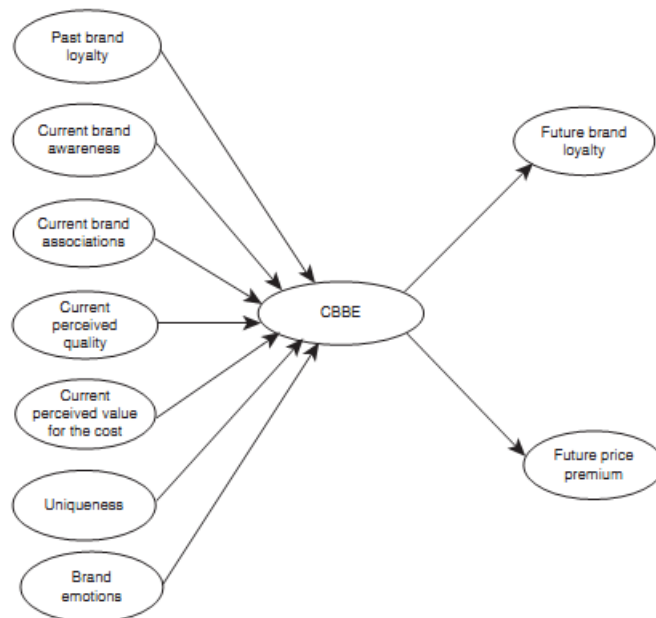 Past brand
loyalty
Current brand
awareness
Current brand
associations
Current
perceived
quality
Current
perceived value
for the cost
Uniqueness
Brand
emotions
CBBE
Future brand
loyalty
Future price
premium